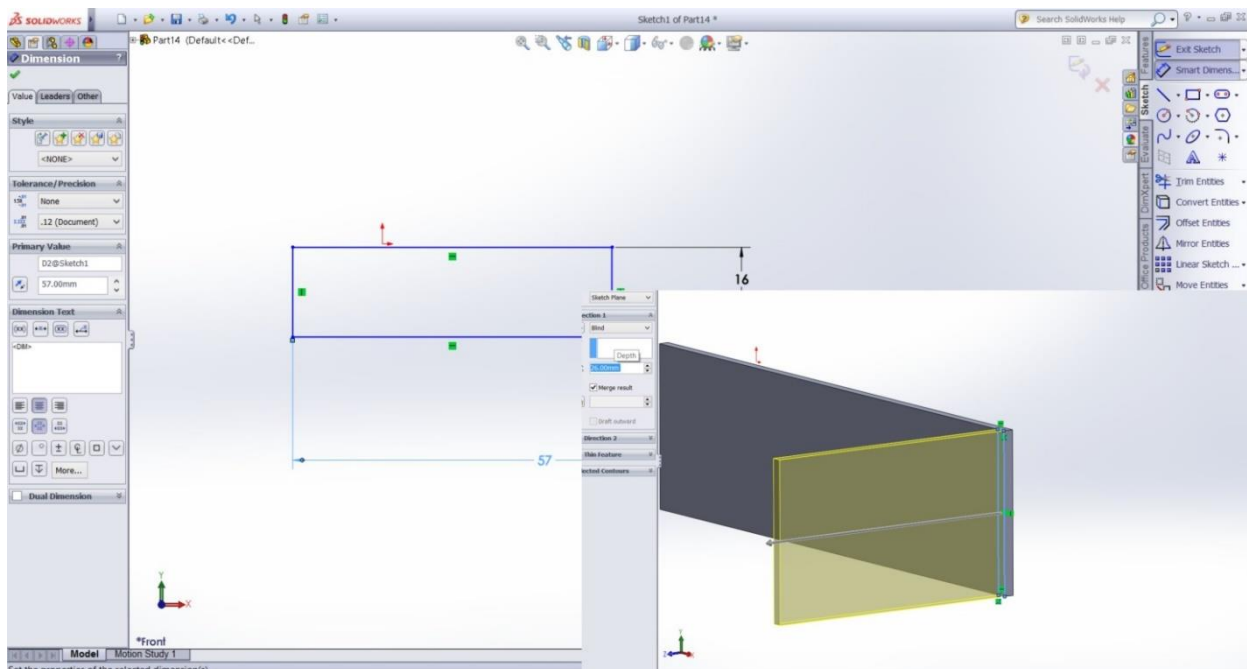 SOLIDWORKS
Sketch1 of Part14 *
Search SolidWorks Help
Part14 (Default<<Def...
Dimension
?
Value
Leaders
Other
Style
<NONE>
Tolerance/Precision
None
.12 (Document)
Primary Value
D2@Sketch1
57.00mm
Dimension Text
<DIM>
More...
Dual Dimension
16
57
Y
X
*Front
Model
Motion Study 1
Set the properties of the selected dimension(s).
Features
Sketch
Evaluate
DimXpert
Office Products
Exit Sketch
Smart Dimens...
Trim Entities
Convert Entities
Offset Entities
Mirror Entities
Linear Sketch ...
Move Entities
Sketch Plane
ection 1
Blind
Depth
26.00mm
Merge result
Draft outward
Direction 2
Thin Feature
ected Contours
Y
Z
X